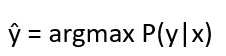 ŷ = argmax P(y|x)